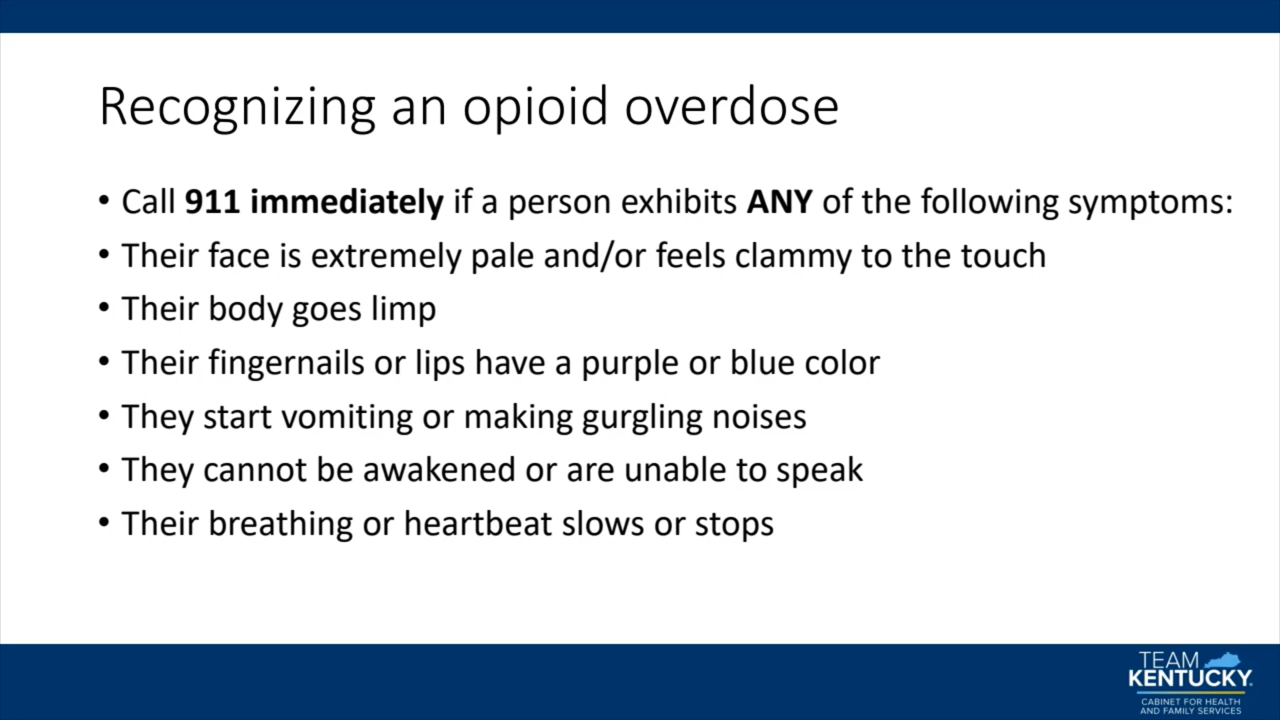 Recognizing an opioid overdose
• Call 911 immediately if a person exhibits ANY of the following symptoms:
• Their face is extremely pale and/or feels clammy to the touch
• Their body goes limp
• Their fingernails or lips have a purple or blue color
• They start vomiting or making gurgling noises
• They cannot be awakened or are unable to speak
• Their breathing or heartbeat slows or stops
TEAM
KENTUCKY®
CABINET FOR HEALTH
AND FAMILY SERVICES